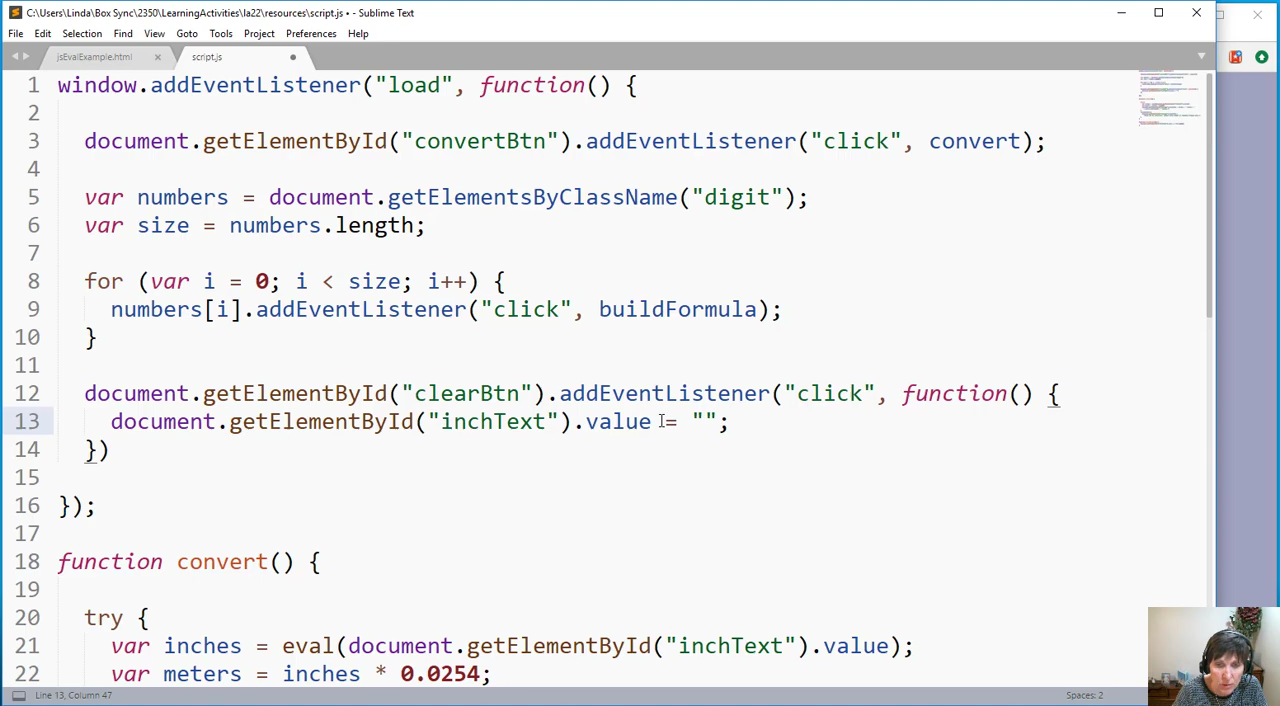 C:\Users\Linda\Box Sync\2350\LearningActivities\la22\resources\script.js • - Sublime Text
File Edit Selection Find View Goto Tools Project Preferences Help
jsEvalExample.html script.js
1 window.addEventListener("load", function() {
2
3 document.getElementById("convertBtn").addEventListener("click", convert);
4
5 var numbers = document.getElementsByClassName("digit");
6 var size = numbers.length;
7
8 for (var i = 0; i < size; i++) {
9 numbers[i].addEventListener("click", buildFormula);
10 }
11
12 document.getElementById("clearBtn").addEventListener("click", function() {
13 document.getElementById("inchText").value = "";
14 })
15
16 });
17
18 function convert() {
19
20 try {
21 var inches = eval(document.getElementById("inchText").value);
22 var meters = inches * 0.0254;
Line 13, Column 47 Spaces: 2